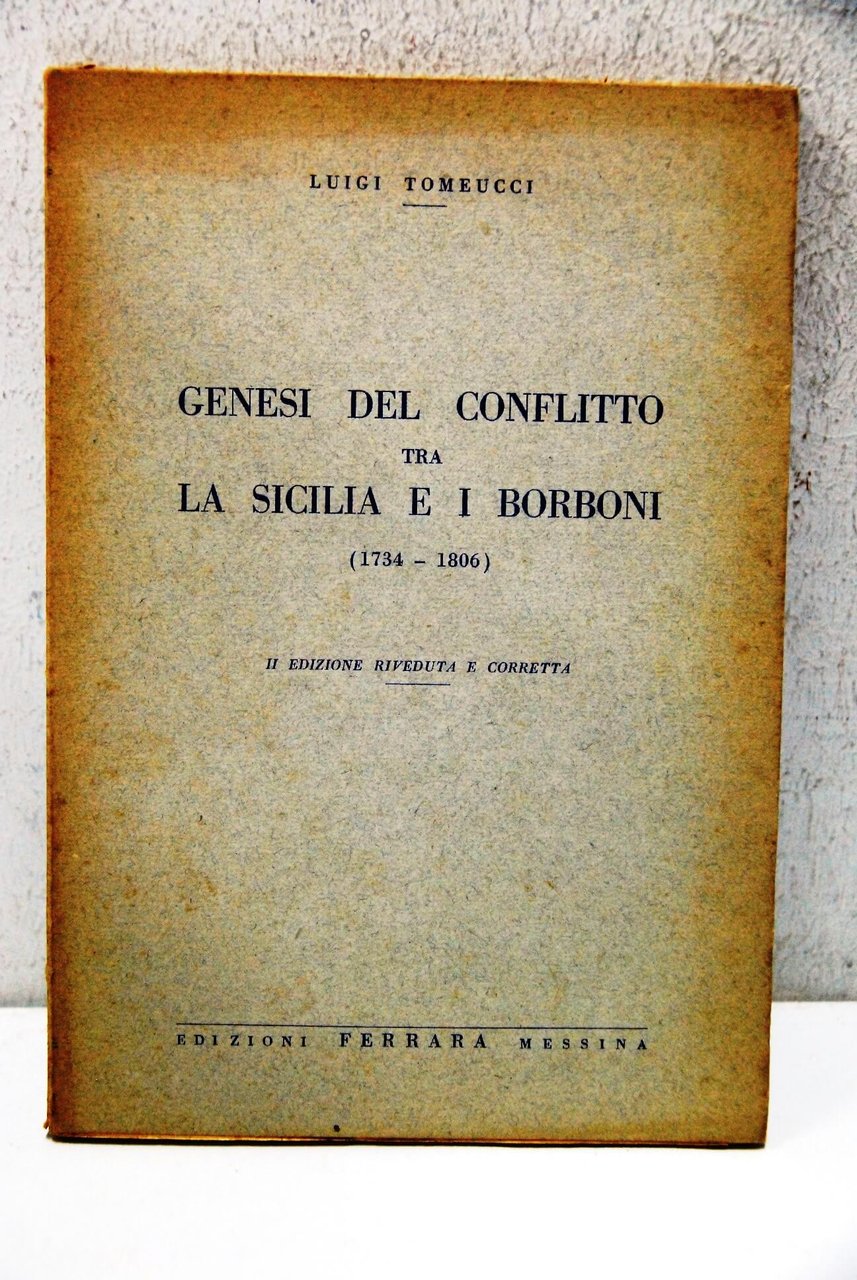 LUIGI TOMEUCCI
GENESI DEL CONFLITTO
TRA
LA SICILIA E I BORBONI
(1734 – 1806)
II EDIZIONE RIVEDUTA E CORRETTA
EDIZIONI FERRARA MESSINA